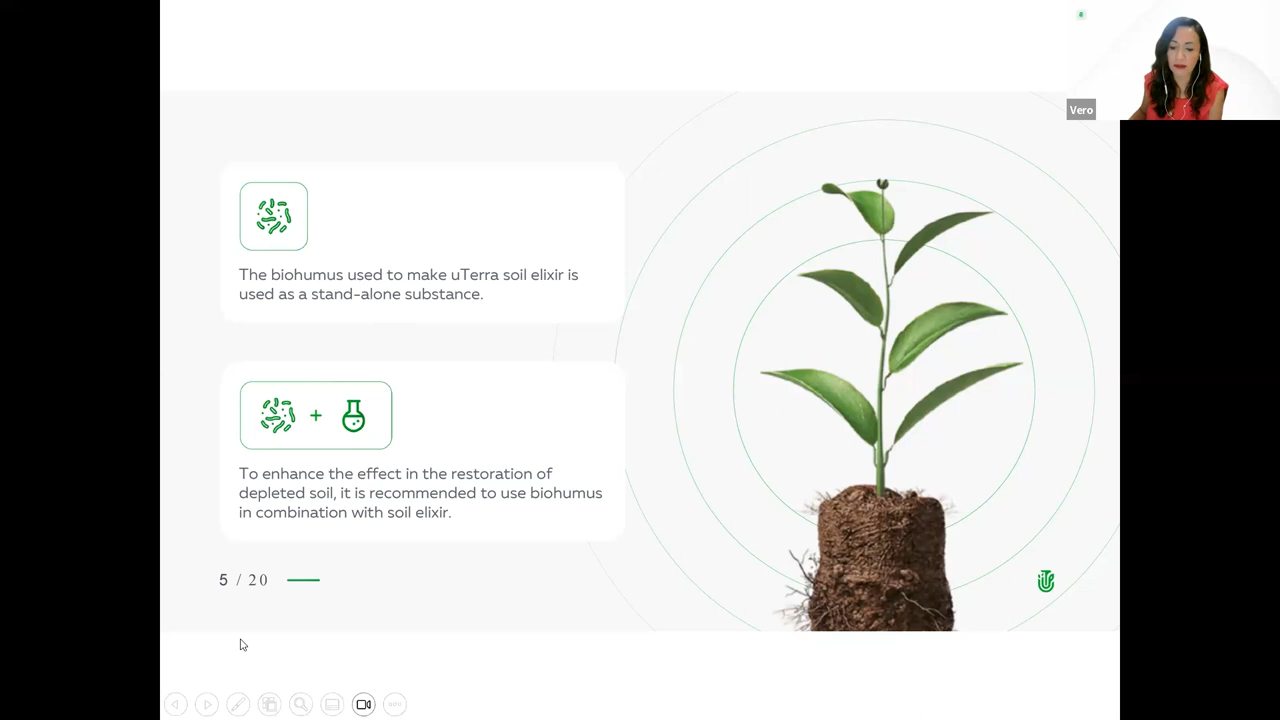 Vero
The biohumus used to make uTerra soil elixir is
used as a stand-alone substance.
+
To enhance the effect in the restoration of
depleted soil, it is recommended to use biohumus
in combination with soil elixir.
5 / 20